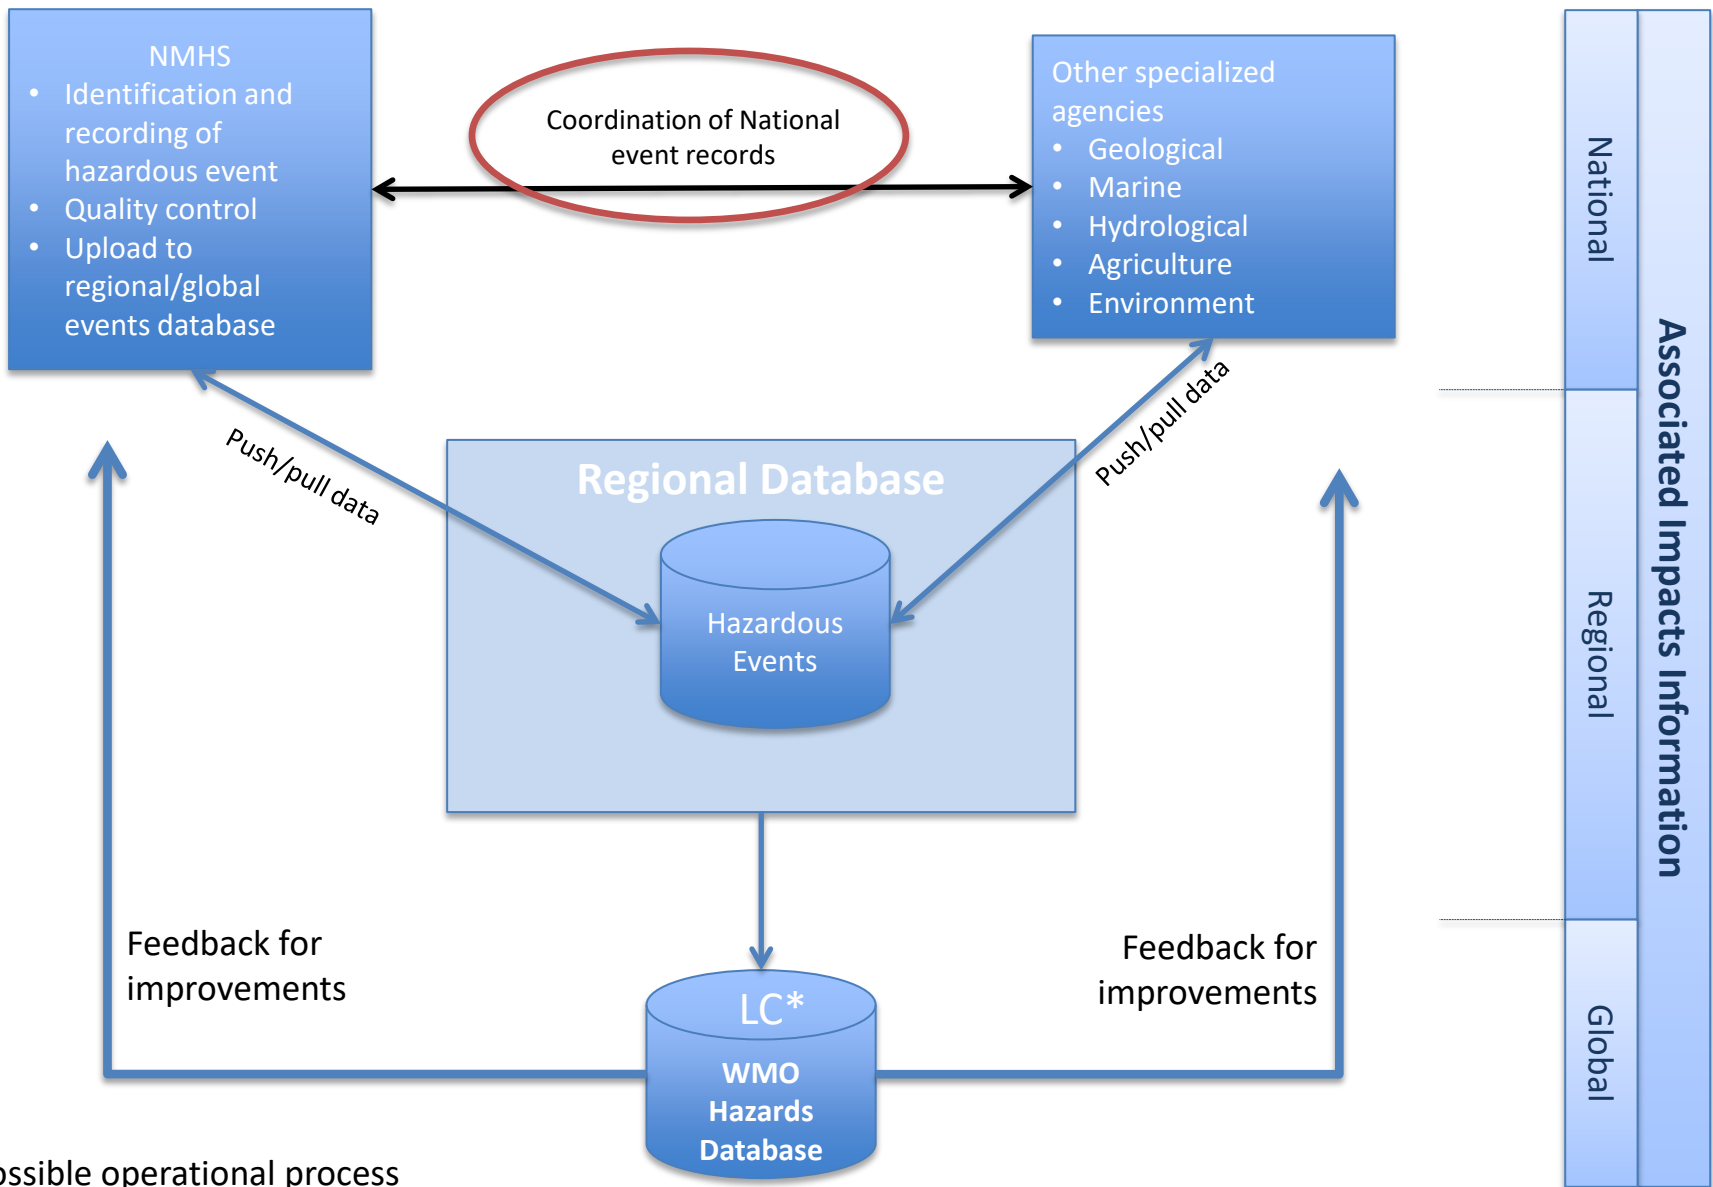 NMHS
• Identification and
recording of
hazardous event
• Quality control
• Upload to
regional/global
events database
Coordination of National
event records
Other specialized
agencies
• Geological
• Marine
• Hydrological
• Agriculture
• Environment
Push/pull data
Push/pull data
Regional Database
Hazardous
Events
Feedback for
improvements
Feedback for
improvements
LC*
WMO
Hazards
Database
National
Regional
Global
Associated Impacts Information
ossible operational process